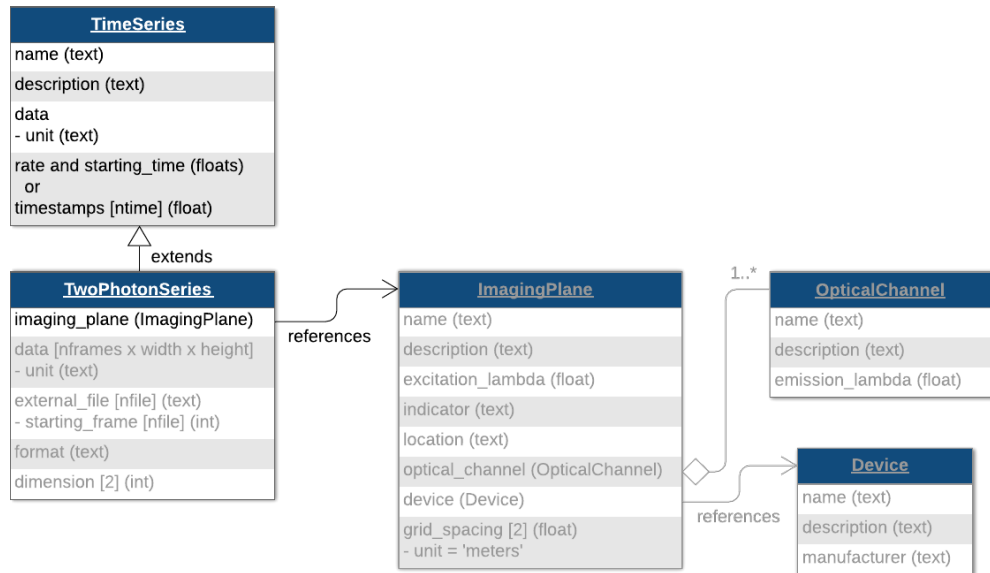 TimeSeries
name (text)
description (text)
data
- unit (text)
rate and starting_time (floats)
or
timestamps [ntime] (float)
extends
TwoPhotonSeries
imaging_plane (ImagingPlane)
data [nframes x width x height]
- unit (text)
external_file [nfile] (text)
- starting_frame [nfile] (int)
format (text)
dimension [2] (int)
references
ImagingPlane
name (text)
description (text)
excitation_lambda (float)
indicator (text)
location (text)
optical_channel (OpticalChannel)
device (Device)
grid_spacing [2] (float)
- unit = 'meters'
1..*
OpticalChannel
name (text)
description (text)
emission_lambda (float)
references
Device
name (text)
description (text)
manufacturer (text)